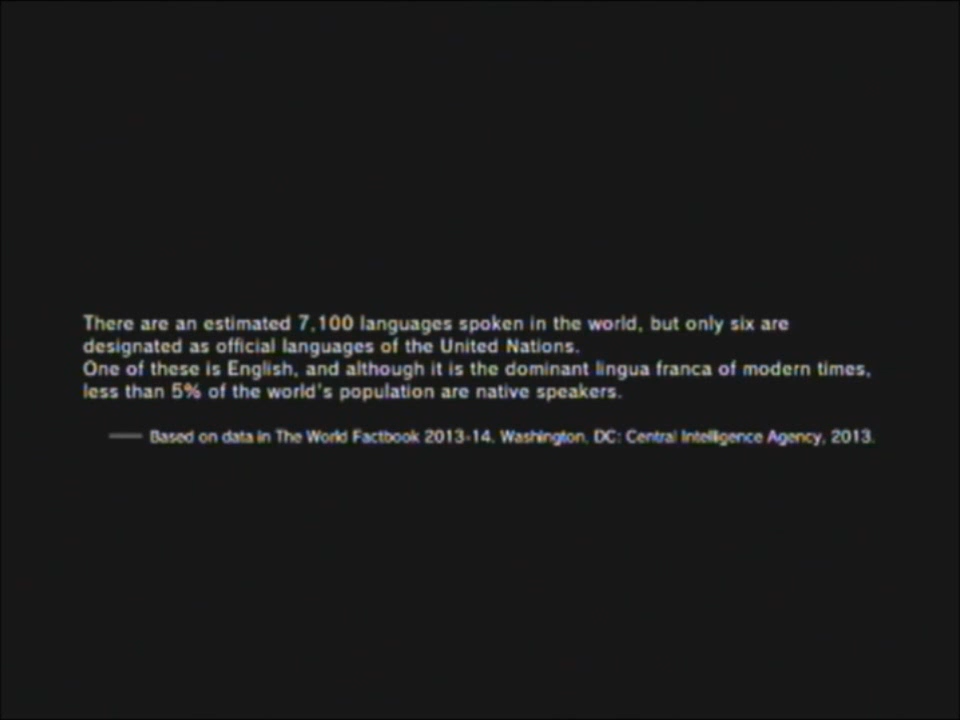 There are an estimated 7,100 languages spoken in the world, but only six are
designated as official languages of the United Nations.
One of these is English, and although it is the dominant lingua franca of modern times,
less than 5% of the world's population are native speakers.
—— Based on data in The World Factbook 2013-14. Washington, DC: Central Intelligence Agency, 2013.